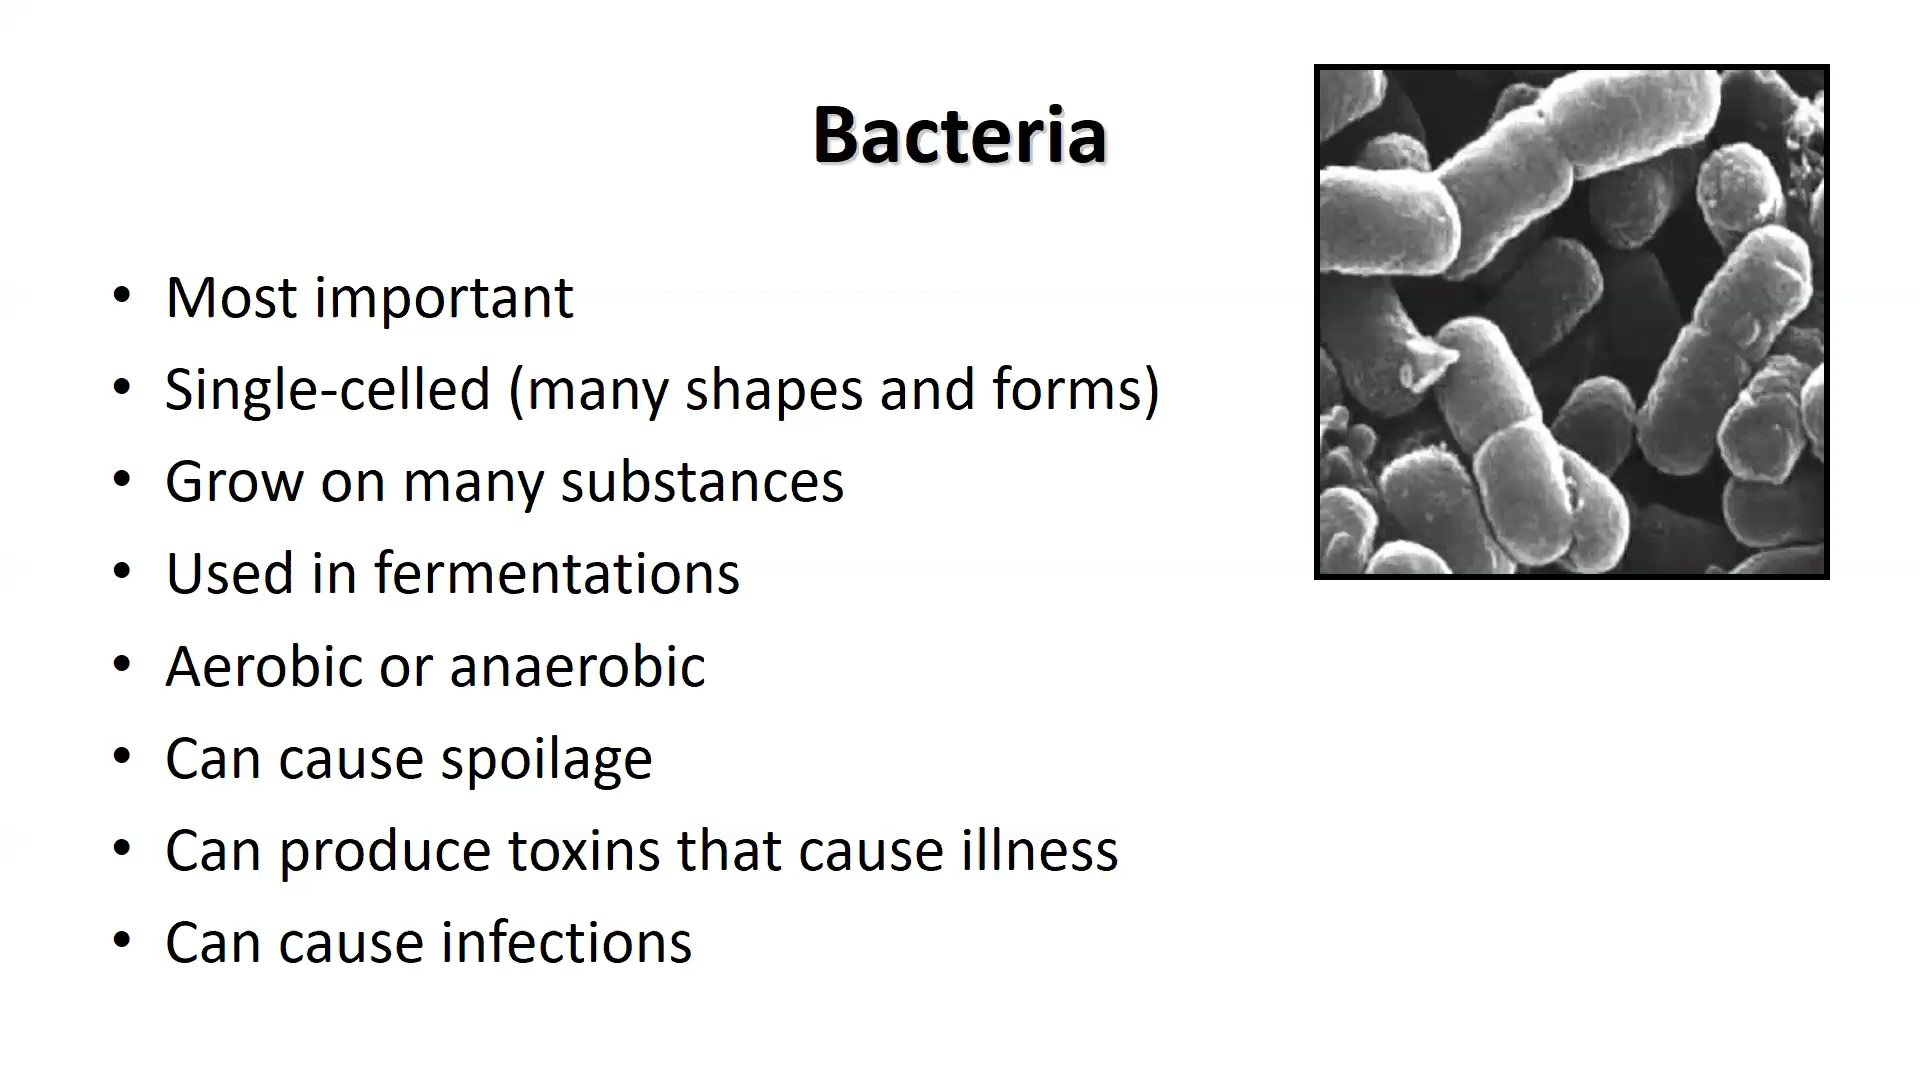 Bacteria
• Most important
• Single-celled (many shapes and forms)
• Grow on many substances
• Used in fermentations
• Aerobic or anaerobic
• Can cause spoilage
• Can produce toxins that cause illness
• Can cause infections